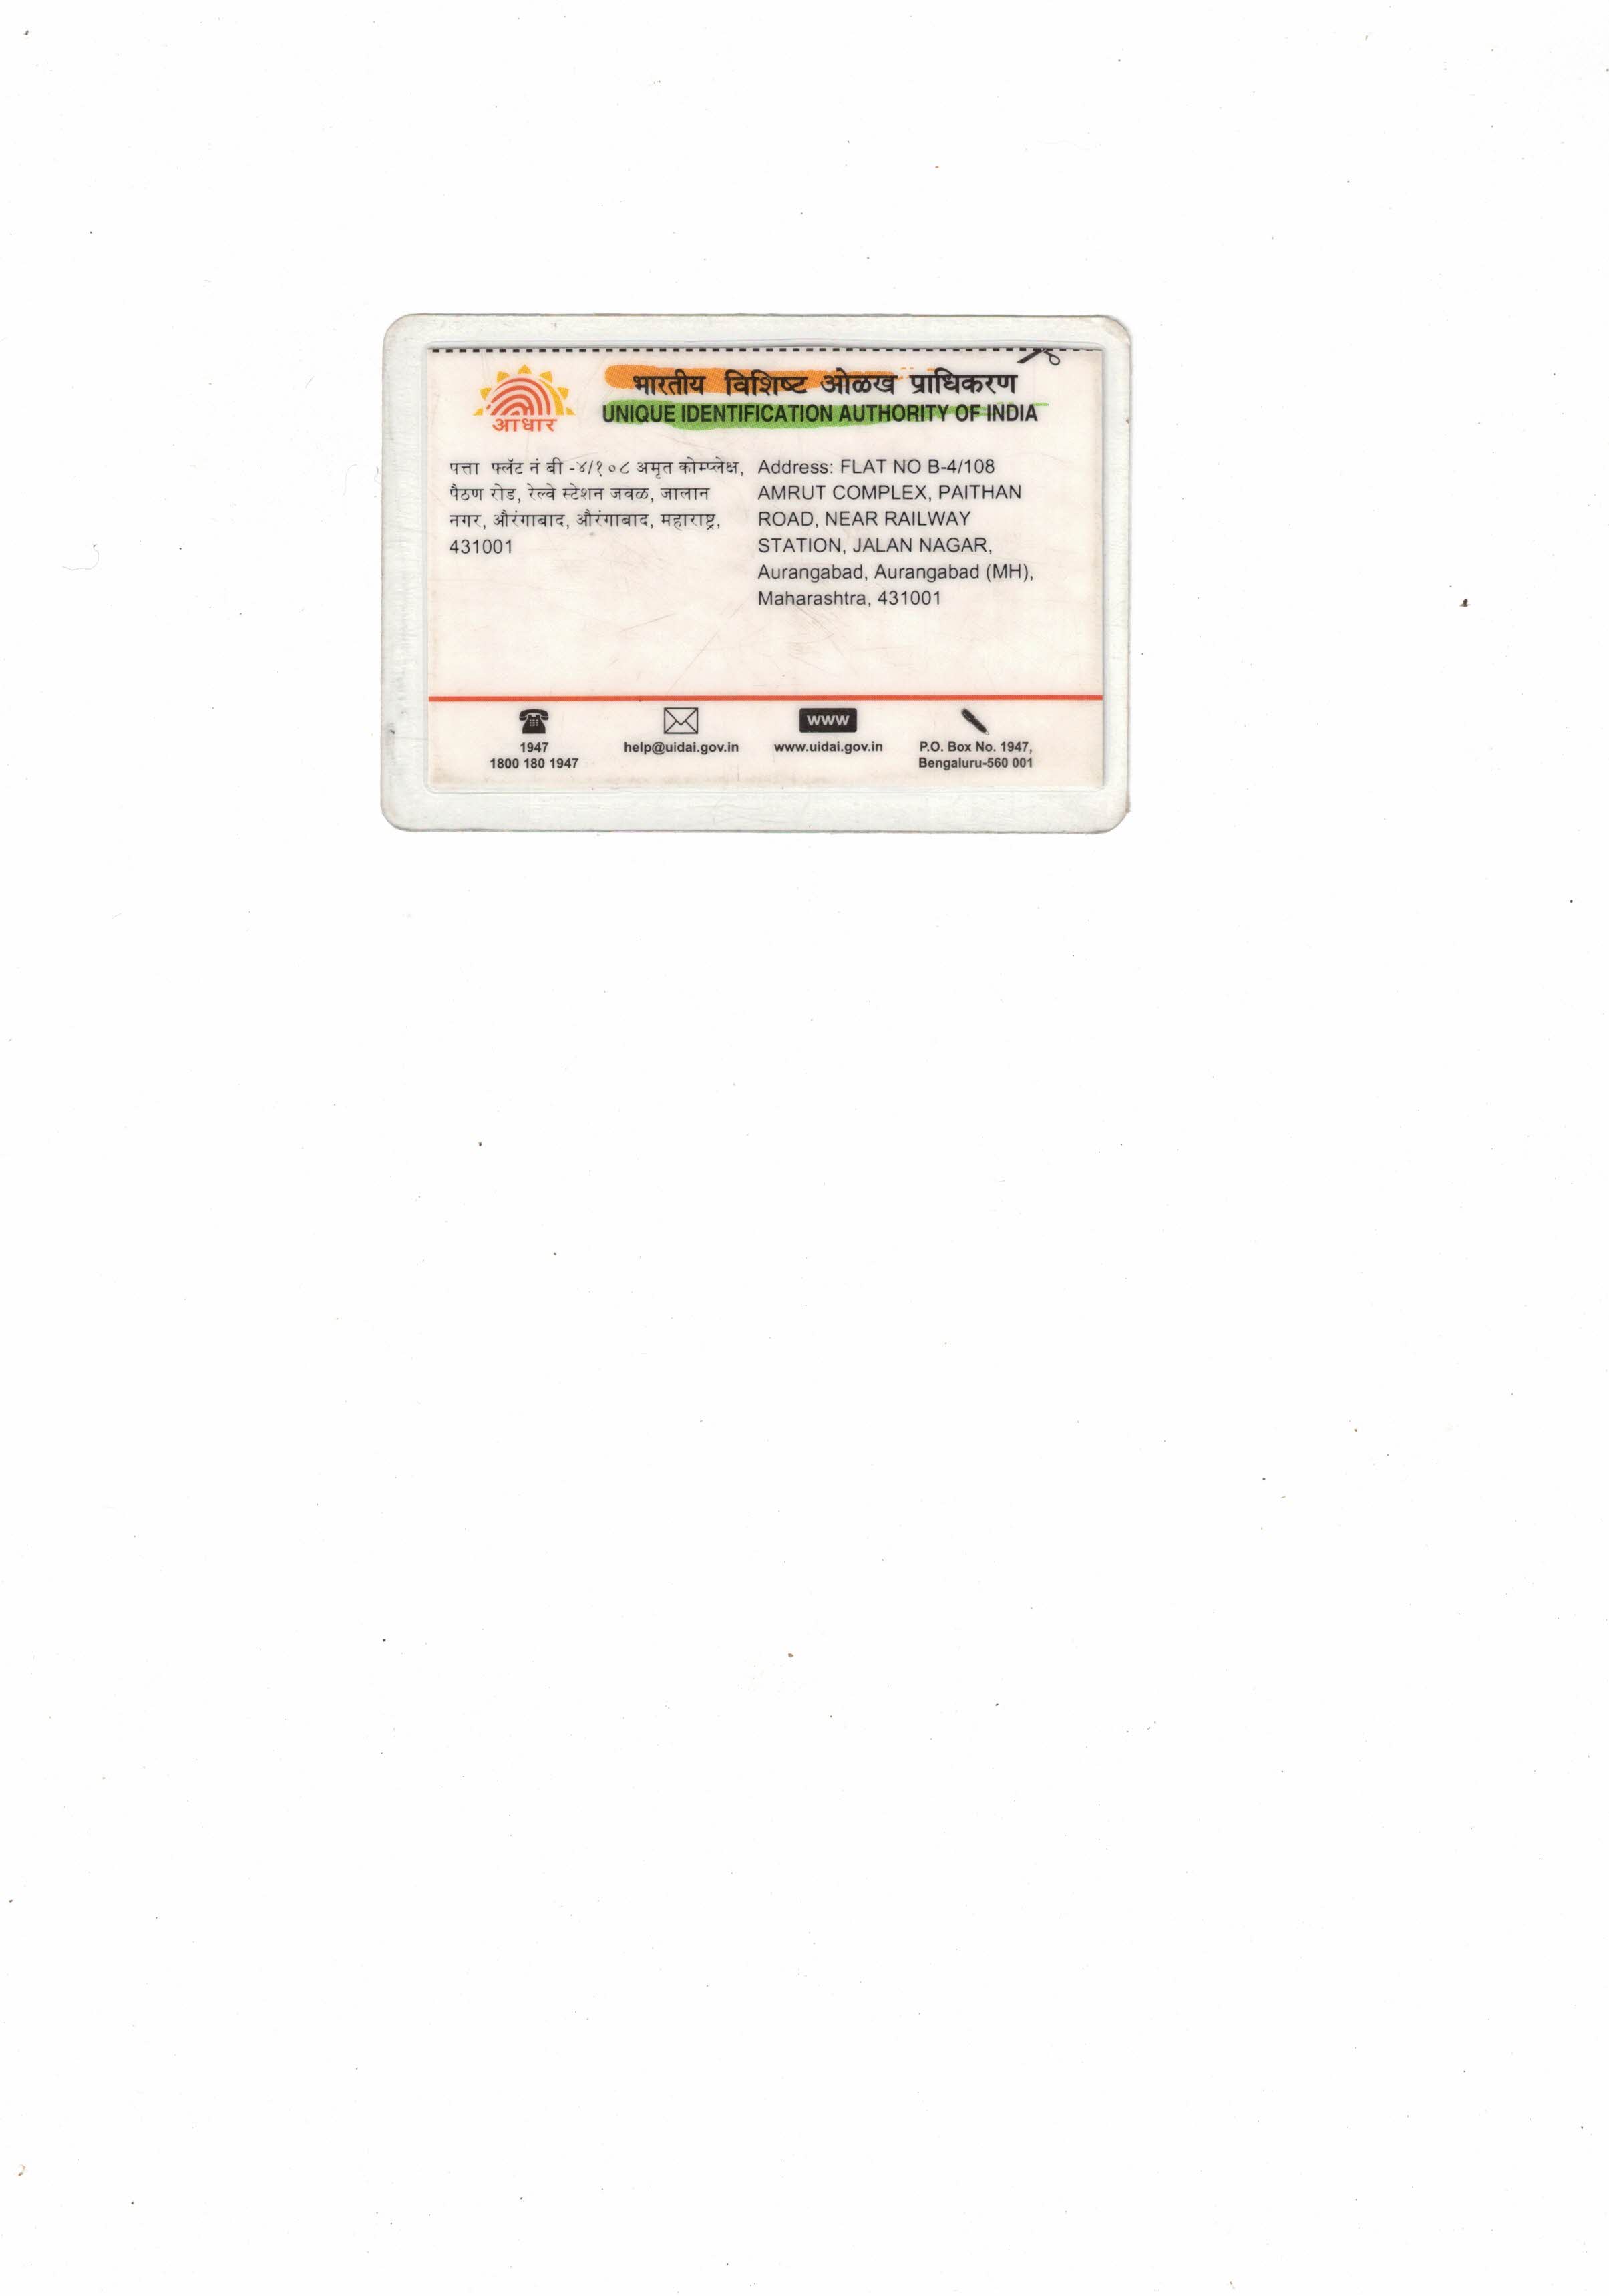 आधार
भारतीय विशिष्ट ओळख प्राधिकरण
UNIQUE IDENTIFICATION AUTHORITY OF INDIA
पत्ता फ्लॅट नं बी -४/१०८ अमृत कोम्प्लेक्ष,
पैठण रोड, रेल्वे स्टेशन जवळ, जालान
नगर, औरंगाबाद, औरंगाबाद, महाराष्ट्र,
431001
Address: FLAT NO B-4/108
AMRUT COMPLEX, PAITHAN
ROAD, NEAR RAILWAY
STATION, JALAN NAGAR,
Aurangabad, Aurangabad (MH),
Maharashtra, 431001
1947
1800 180 1947
help@uidai.gov.in
WWW
www.uidai.gov.in
P.O. Box No. 1947,
Bengaluru-560 001